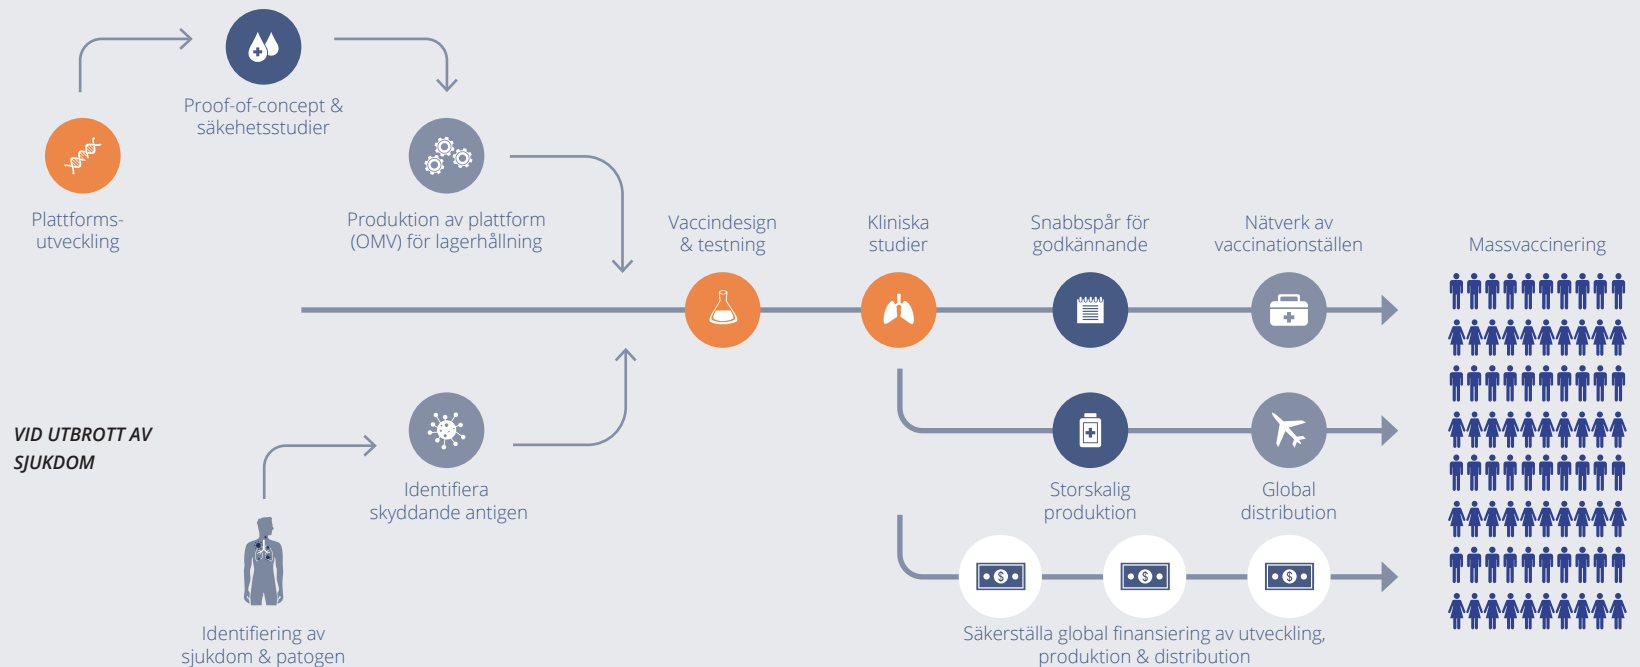 Proof-of-concept &
säkehetsstudier
Plattforms-
utveckling
Produktion av plattform
(OMV) för lagerhållning
Vaccindesign
& testning
Kliniska
studier
Snabbspår för
godkännande
Nätverk av
vaccinationställen
Massvaccinering
VID UTBROTT AV
SJUKDOM
Identifiera
skyddande antigen
Storskalig
produktion
Global
distribution
Identifiering av
sjukdom & patogen
Säkerställa global finansiering av utveckling,
produktion & distribution